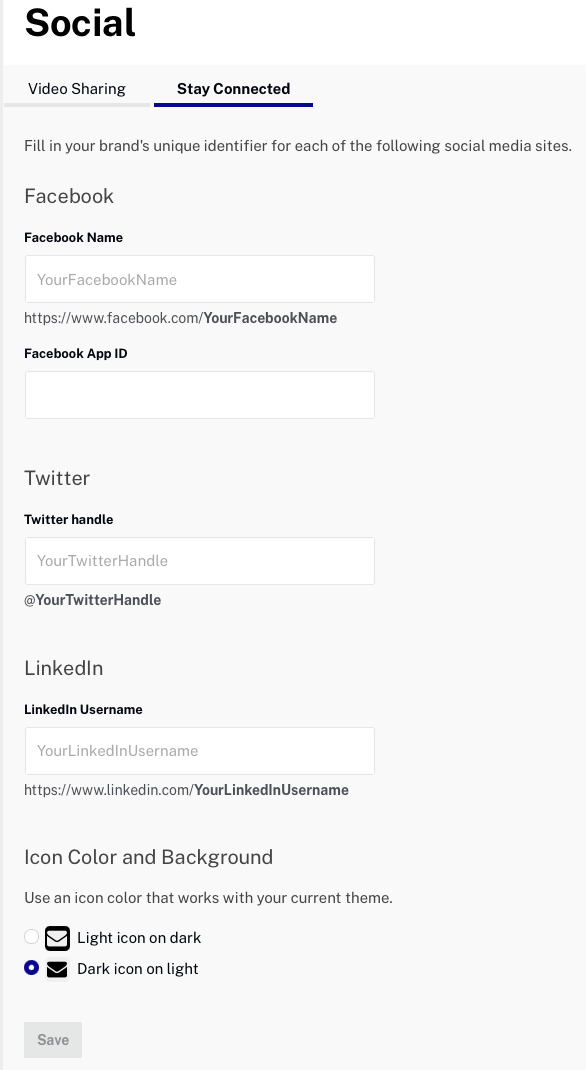 Social
Video Sharing
Stay Connected
Fill in your brand's unique identifier for each of the following social media sites.
Facebook
Facebook Name
YourFacebookName
https://www.facebook.com/YourFacebookName
Facebook App ID
Twitter
Twitter handle
YourTwitterHandle
@YourTwitterHandle
LinkedIn
LinkedIn Username
YourLinkedInUsername
https://www.linkedin.com/YourLinkedInUsername
Icon Color and Background
Use an icon color that works with your current theme.
Light icon on dark
Dark icon on light
Save